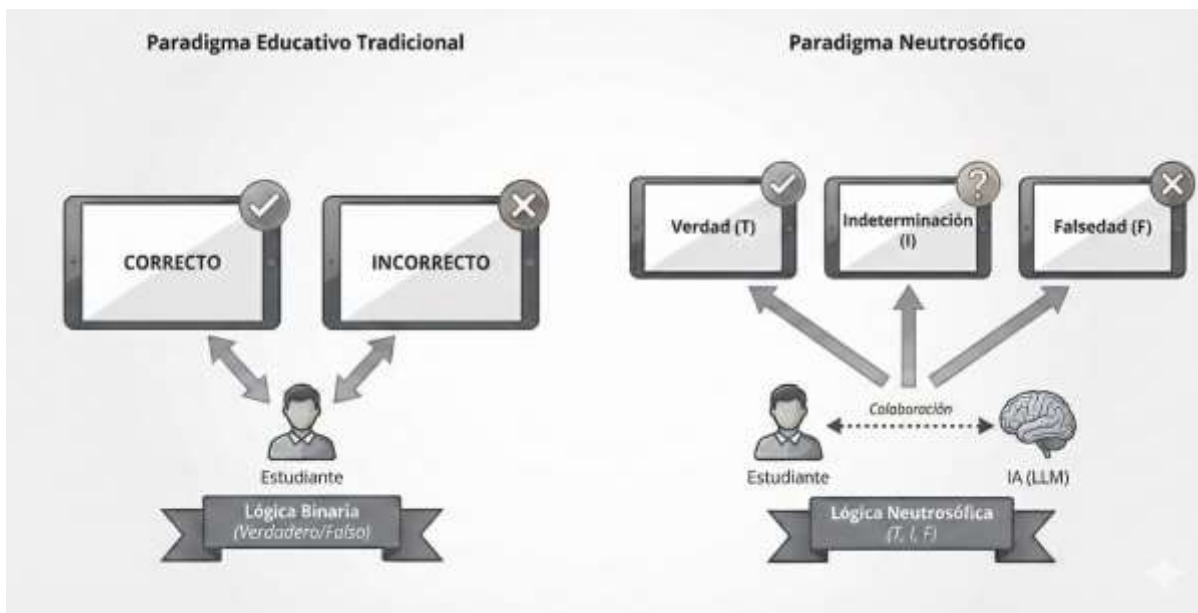 Paradigma Educativo Tradicional
CORRECTO
INCORRECTO
Estudiante
Lógica Binaria
(Verdadero/Falso)
Paradigma Neutrosófico
Verdad (T)
Indeterminación
(I)
Falsedad (F)
Colaboración
Estudiante
IA (LLM)
Lógica Neutrosófica
(T, I, F)